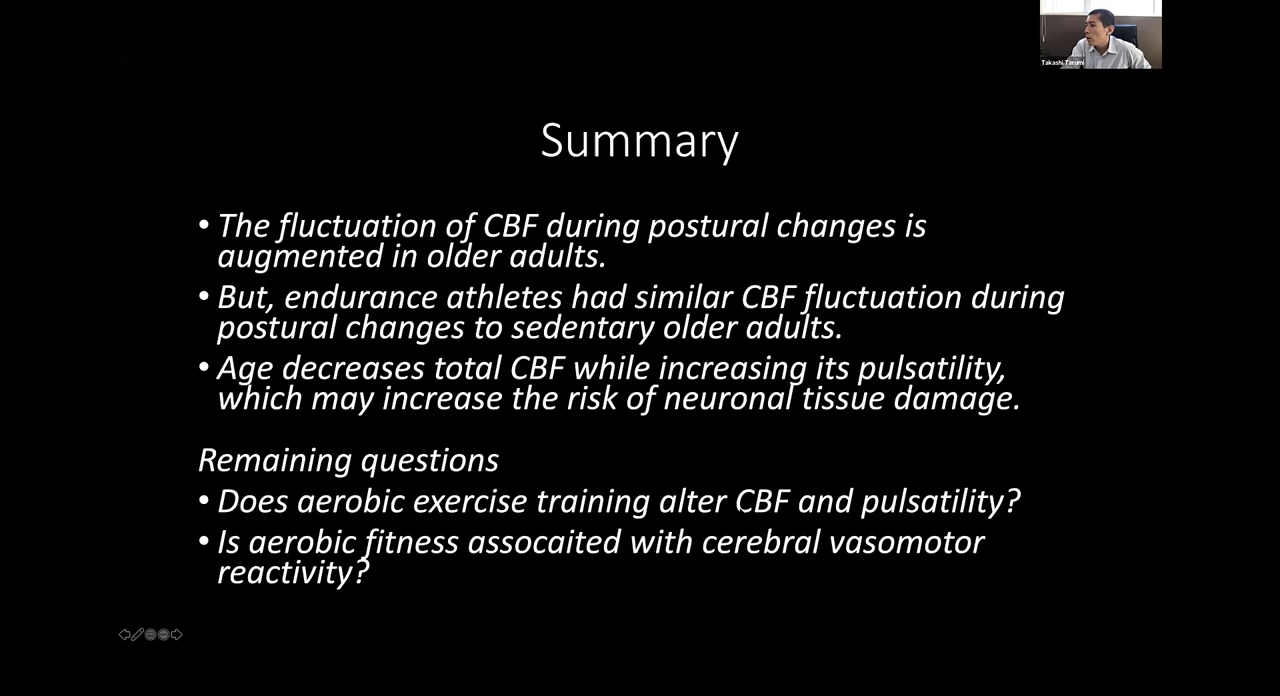 Takashi Tarumi
Summary
• The fluctuation of CBF during postural changes is
augmented in older adults.
• But, endurance athletes had similar CBF fluctuation during
postural changes to sedentary older adults.
• Age decreases total CBF while increasing its pulsatility,
which may increase the risk of neuronal tissue damage.
Remaining questions
• Does aerobic exercise training alter CBF and pulsatility?
• Is aerobic fitness assocaited with cerebral vasomotor
reactivity?